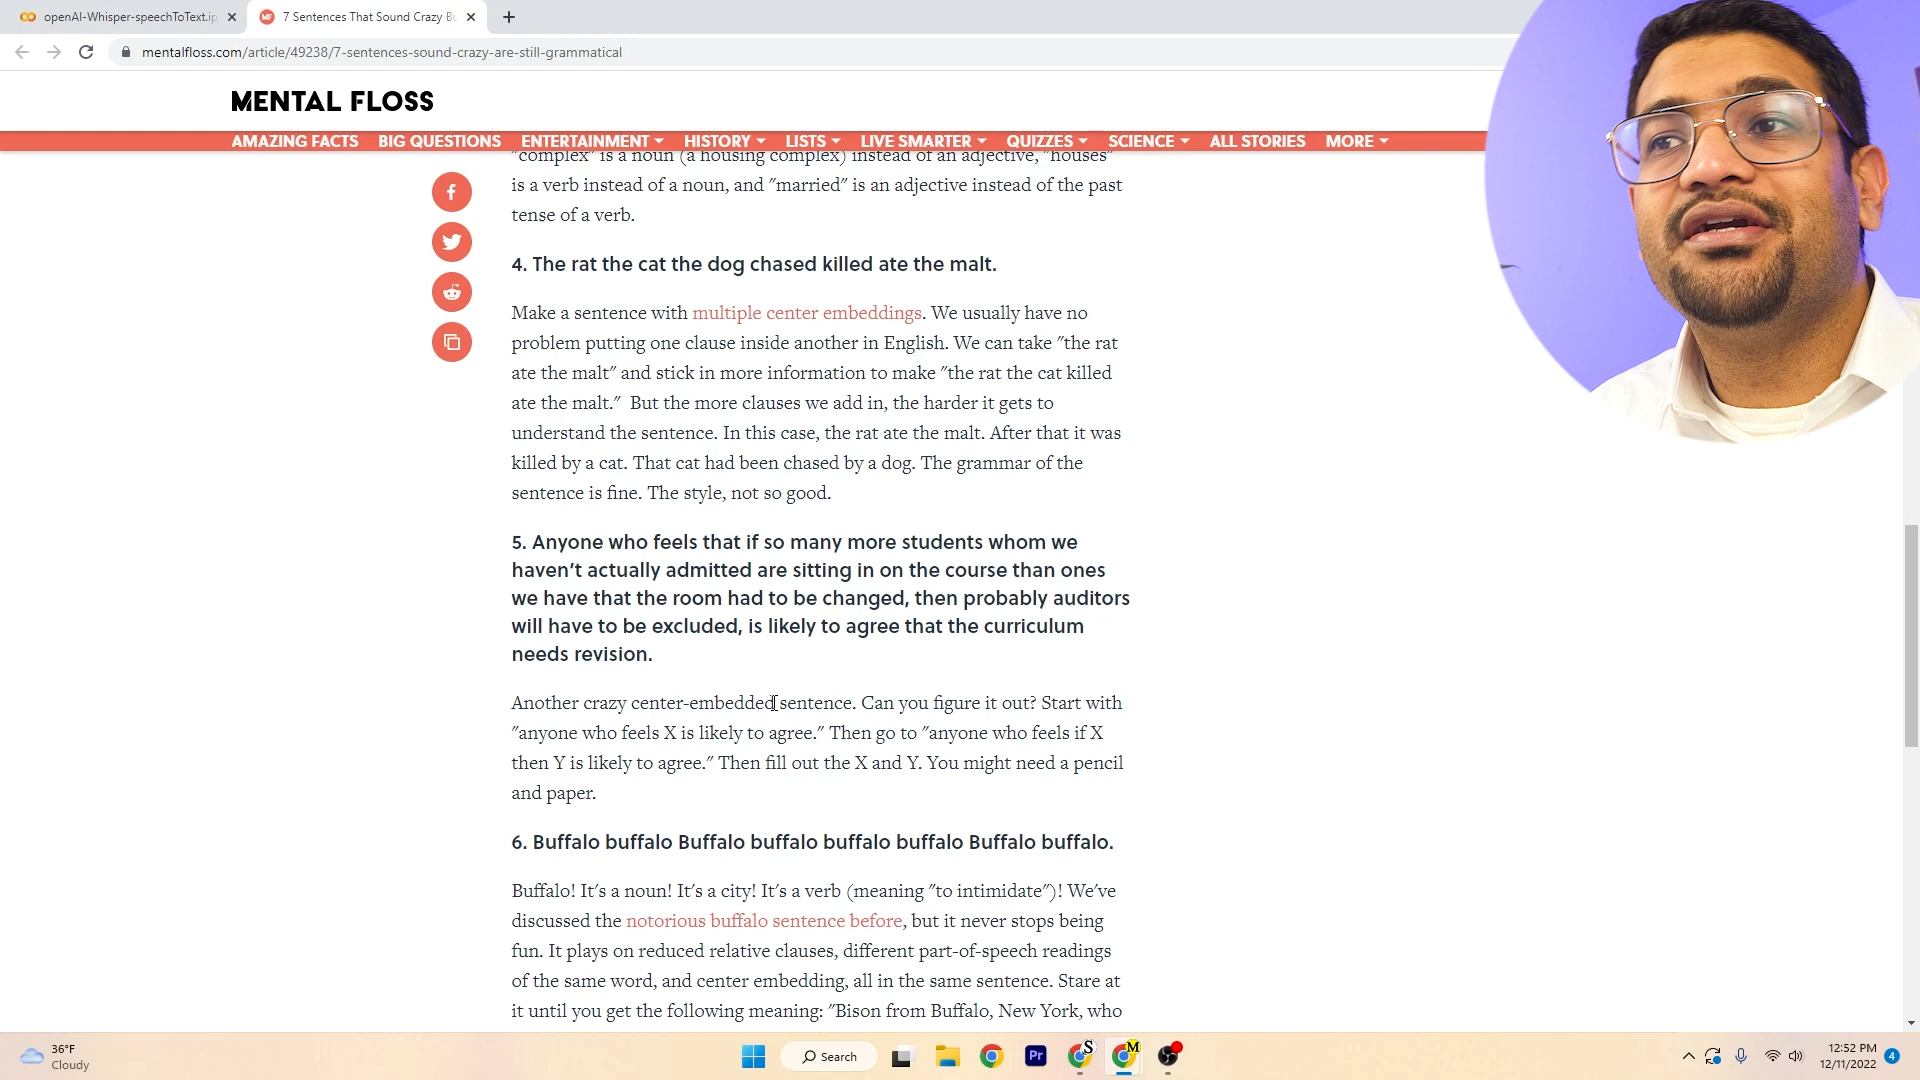 openAI-Whisper-speechToText.ip
7 Sentences That Sound Crazy Bu
mentalfloss.com/article/49238/7-sentences-sound-crazy-are-still-grammatical
MENTAL FLOSS
AMAZING FACTS BIG QUESTIONS ENTERTAINMENT HISTORY LISTS LIVE SMARTER QUIZZES SCIENCE ALL STORIES MORE
"complex" is a noun (a housing complex) instead of an adjective, "houses"
is a verb instead of a noun, and "married" is an adjective instead of the past
tense of a verb.
4. The rat the cat the dog chased killed ate the malt.
Make a sentence with multiple center embeddings. We usually have no
problem putting one clause inside another in English. We can take "the rat
ate the malt" and stick in more information to make "the rat the cat killed
ate the malt."  But the more clauses we add in, the harder it gets to
understand the sentence. In this case, the rat ate the malt. After that it was
killed by a cat. That cat had been chased by a dog. The grammar of the
sentence is fine. The style, not so good.
5. Anyone who feels that if so many more students whom we
haven't actually admitted are sitting in on the course than ones
we have that the room had to be changed, then probably auditors
will have to be excluded, is likely to agree that the curriculum
needs revision.
Another crazy center-embedded sentence. Can you figure it out? Start with
"anyone who feels X is likely to agree." Then go to "anyone who feels if X
then Y is likely to agree." Then fill out the X and Y. You might need a pencil
and paper.
6. Buffalo buffalo Buffalo buffalo buffalo buffalo Buffalo buffalo.
Buffalo! It's a noun! It's a city! It's a verb (meaning "to intimidate")! We've
discussed the notorious buffalo sentence before, but it never stops being
fun. It plays on reduced relative clauses, different part-of-speech readings
of the same word, and center embedding, all in the same sentence. Stare at
it until you get the following meaning: "Bison from Buffalo, New York, who
36°F
Cloudy
Search
Pr
S
M
12:52 PM
12/11/2022
4